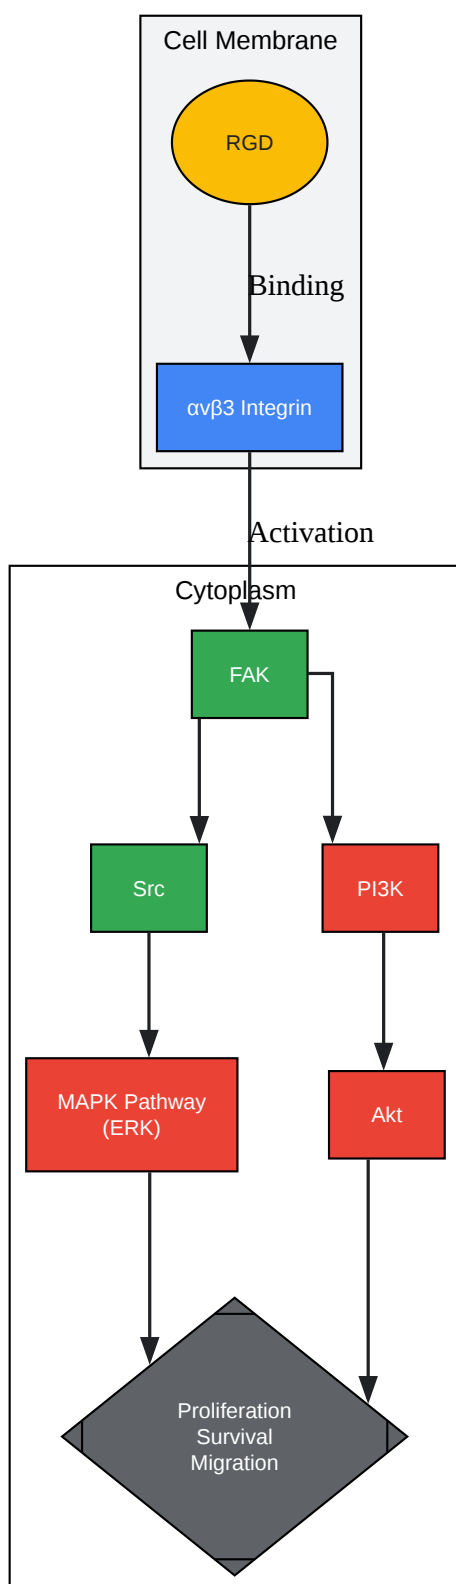 Cell Membrane
RGD
Binding
αvβ3 Integrin
Activation
Cytoplasm
FAK
Src
PI3K
MAPK Pathway
(ERK)
Akt
Proliferation
Survival
Migration